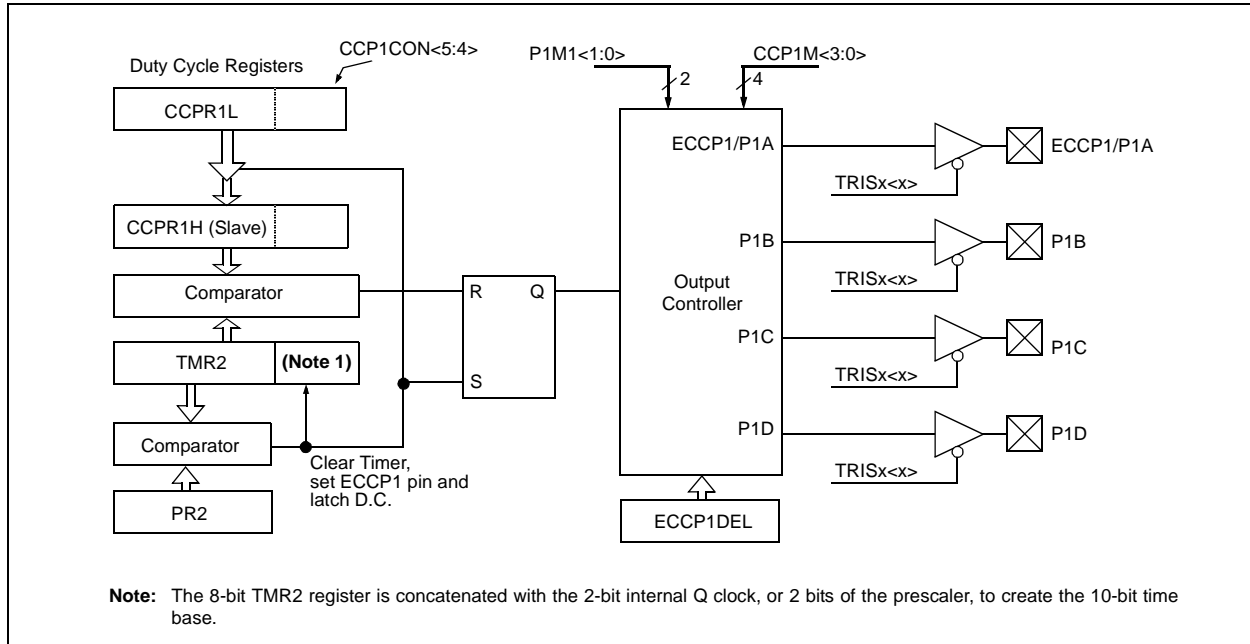 CCP1CON<5:4>
Duty Cycle Registers
CCPR1L
CCPR1H (Slave)
Comparator
TMR2
(Note 1)
Comparator
PR2
Clear Timer,
set ECCP1 pin and
latch D.C.
R
Q
S
P1M1<1:0>
2
CCP1M<3:0>
4
Output
Controller
ECCP1/P1A
P1B
P1C
P1D
ECCP1DEL
TRISx<x>
ECCP1/P1A
TRISx<x>
P1B
TRISx<x>
P1C
TRISx<x>
P1D
Note: The 8-bit TMR2 register is concatenated with the 2-bit internal Q clock, or 2 bits of the prescaler, to create the 10-bit time
base.